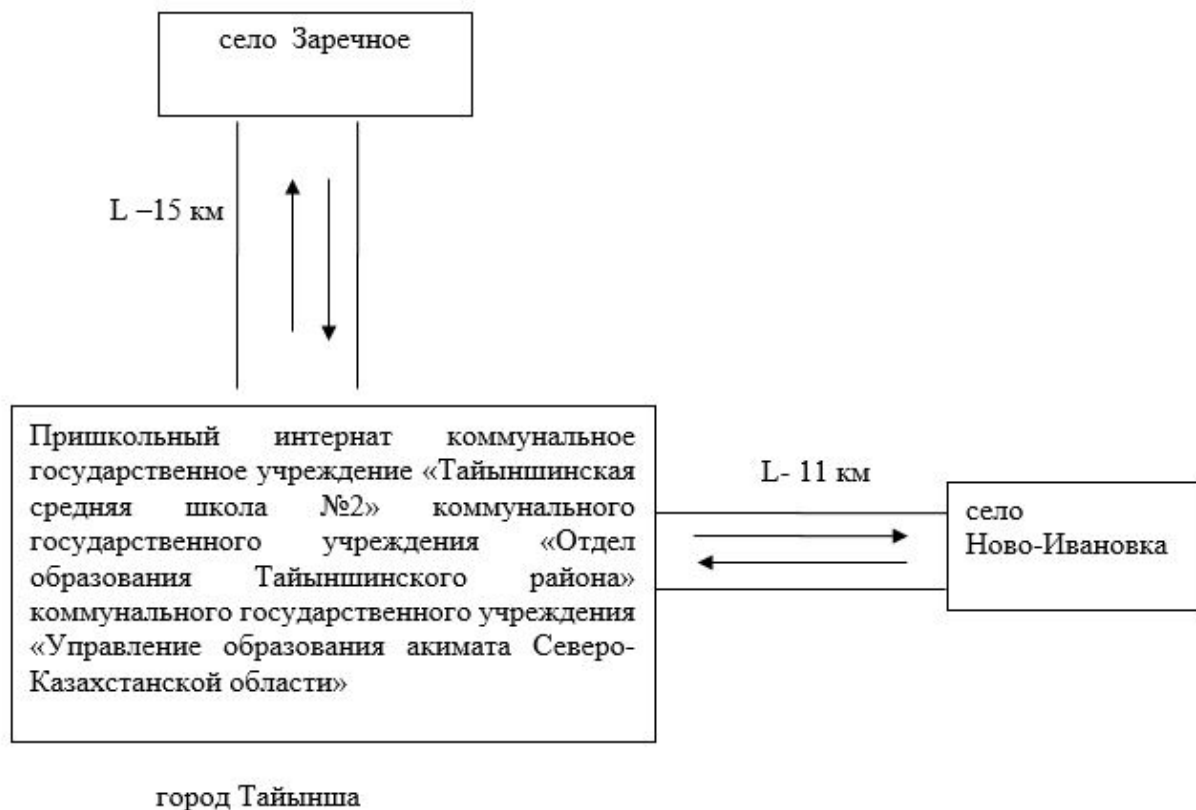 село Заречное
L –15 км
Пришкольный интернат коммунальное
государственное учреждение «Тайыншинская
средняя школа №2» коммунального
государственного учреждения «Отдел
образования Тайыншинского района»
коммунального государственного учреждения
«Управление образования акимата Северо-
Казахстанской области»
L- 11 км
село
Ново-Ивановка
город Тайынша